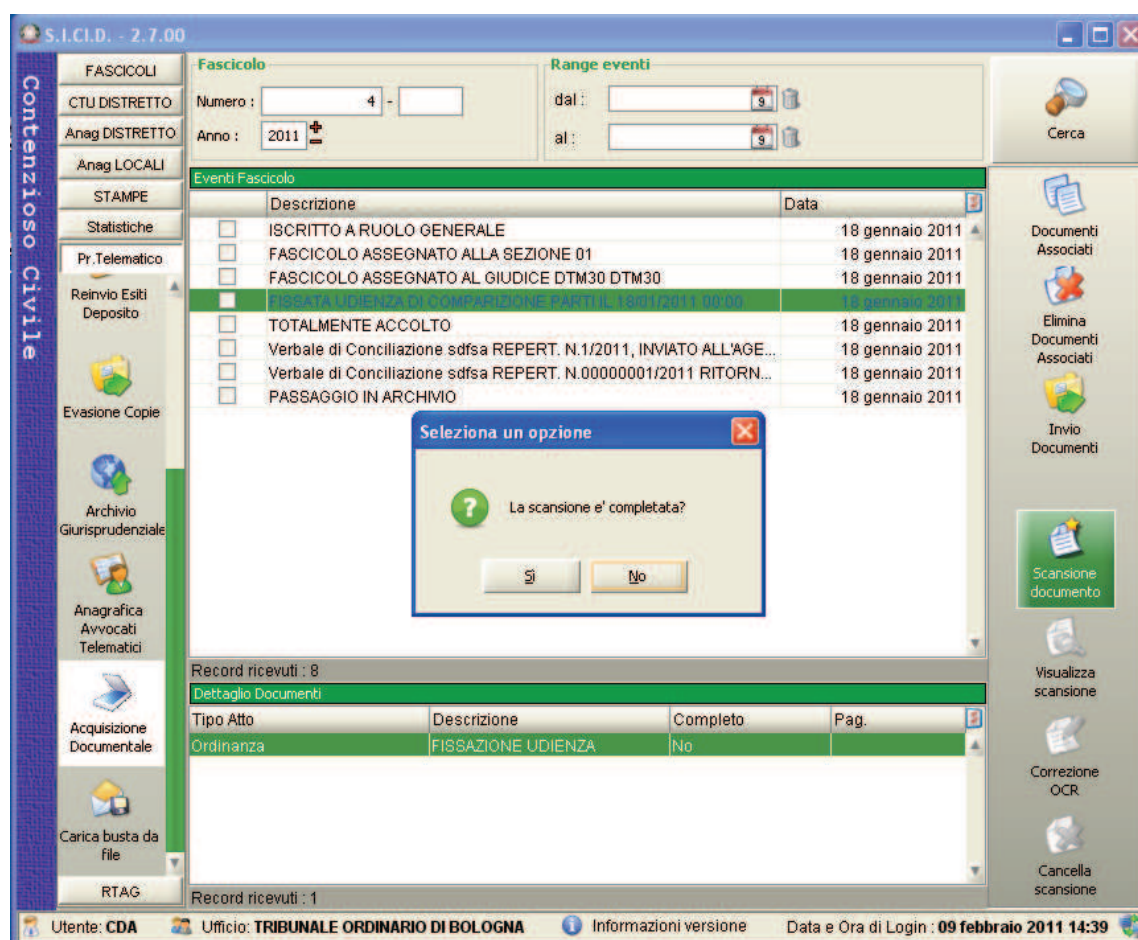 S.I.CI.D. - 2.7.00
Contenzioso Civile
FASCICOLI
CTU DISTRETTO
Anag DISTRETTO
Anag LOCALI
STAMPE
Statistiche
Pr.Telematico
Reinvio Esiti
Deposito
Evasione Copie
Archivio
Giurisprudenziale
Anagrafica
Avvocati
Telematici
Acquisizione
Documentale
Carica busta da
file
RTAG
Fascicolo
Numero : 4 -
Anno : 2011
Range eventi
dal : 9
al : 9
Eventi Fascicolo
Descrizione Data
ISCRITTO A RUOLO GENERALE 18 gennaio 2011
FASCICOLO ASSEGNATO ALLA SEZIONE 01 18 gennaio 2011
FASCICOLO ASSEGNATO AL GIUDICE DTM30 DTM30 18 gennaio 2011
FISSATA UDIENZA DI COMPARIZIONE PARTI IL 18/01/2011 00:00 18 gennaio 2011
TOTALMENTE ACCOLTO 18 gennaio 2011
Verbale di Conciliazione sdfsa REPERT. N.1/2011, INVIATO ALL'AGE... 18 gennaio 2011
Verbale di Conciliazione sdfsa REPERT. N.00000001/2011 RITORN... 18 gennaio 2011
PASSAGGIO IN ARCHIVIO 18 gennaio 2011
Seleziona un opzione
La scansione e' completata?
Sì No
Record ricevuti : 8
Dettaglio Documenti
Tipo Atto Descrizione Completo Pag.
Ordinanza FISSAZIONE UDIENZA No
Record ricevuti : 1
Cerca
Documenti
Associati
Elimina
Documenti
Associati
Invio
Documenti
Scansione
documento
Visualizza
scansione
Correzione
OCR
Cancella
scansione
Utente: CDA Ufficio: TRIBUNALE ORDINARIO DI BOLOGNA Informazioni versione Data e Ora di Login : 09 febbraio 2011 14:39